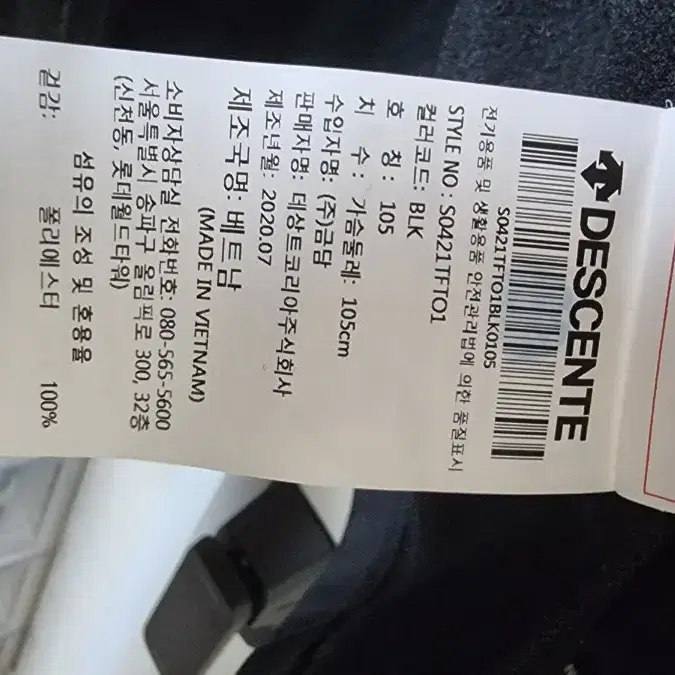 DESCENTE
S0421TFTO1BLK0105
전기용품 및 생활용품 안전관리법에 의한 품질표시
STYLE NO : S0421TFTO1
컬러코드: BLK
호 칭 : 105
치 수 : 가슴둘레: 105cm
수입자명: (주)금담
판매자명: 데상트코리아주식회사
제조년월: 2020.07
제조국명: 베트남
(MADE IN VIETNAM)
소비자상담실 전화번호: 080-565-5600
서울특별시 송파구 올림픽로 300, 32층
(신천동, 롯데월드타워)
섬유의 조성 및 혼용율
겉감: 폴리에스터 100%